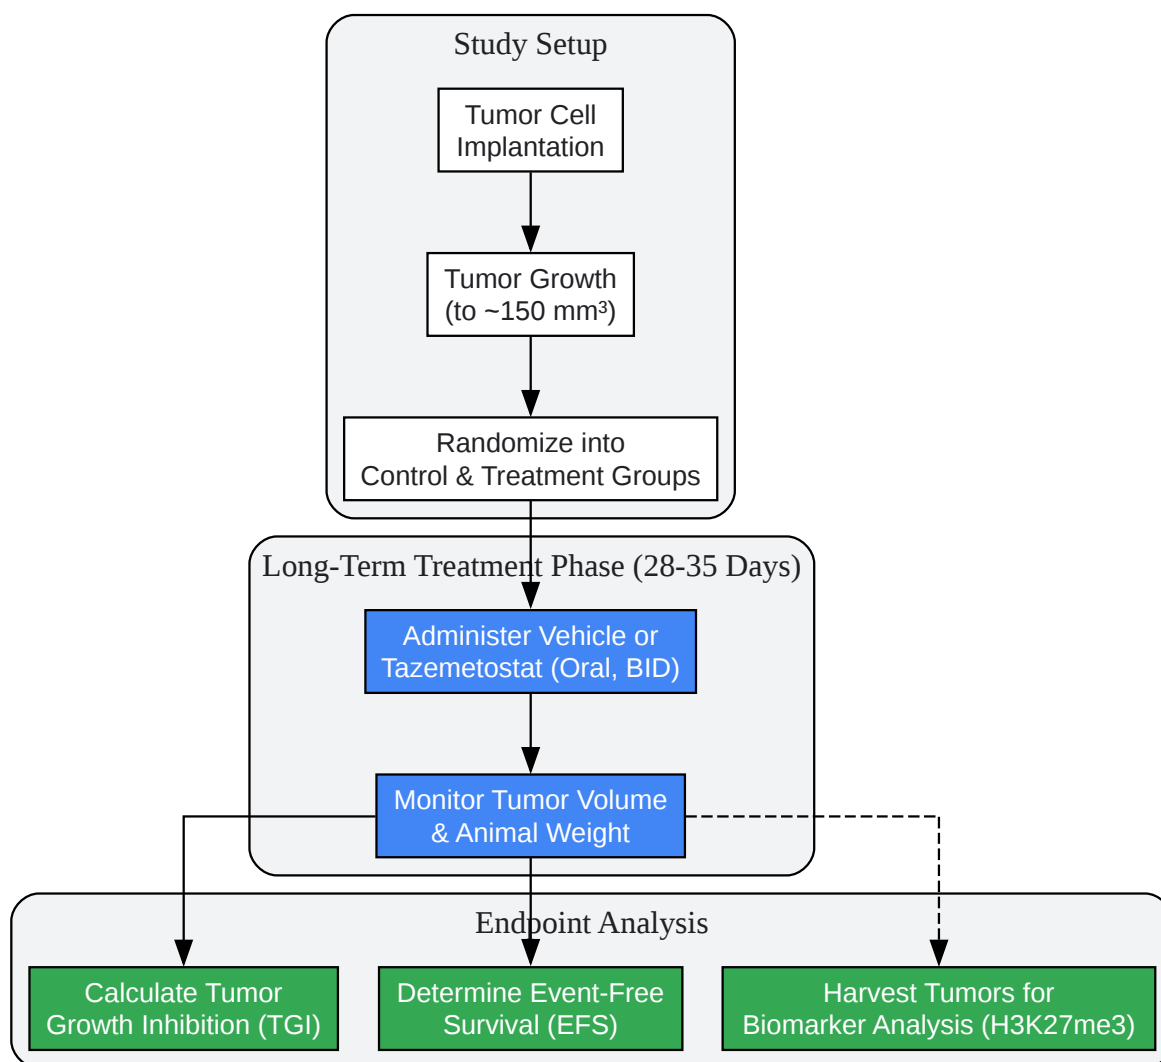 Study Setup
Tumor Cell
Implantation
Tumor Growth
(to ~150 mm³)
Randomize into
Control & Treatment Groups
Long-Term Treatment Phase (28-35 Days)
Administer Vehicle or
Tazemetostat (Oral, BID)
Monitor Tumor Volume
& Animal Weight
Endpoint Analysis
Calculate Tumor
Growth Inhibition (TGI)
Determine Event-Free
Survival (EFS)
Harvest Tumors for
Biomarker Analysis (H3K27me3)